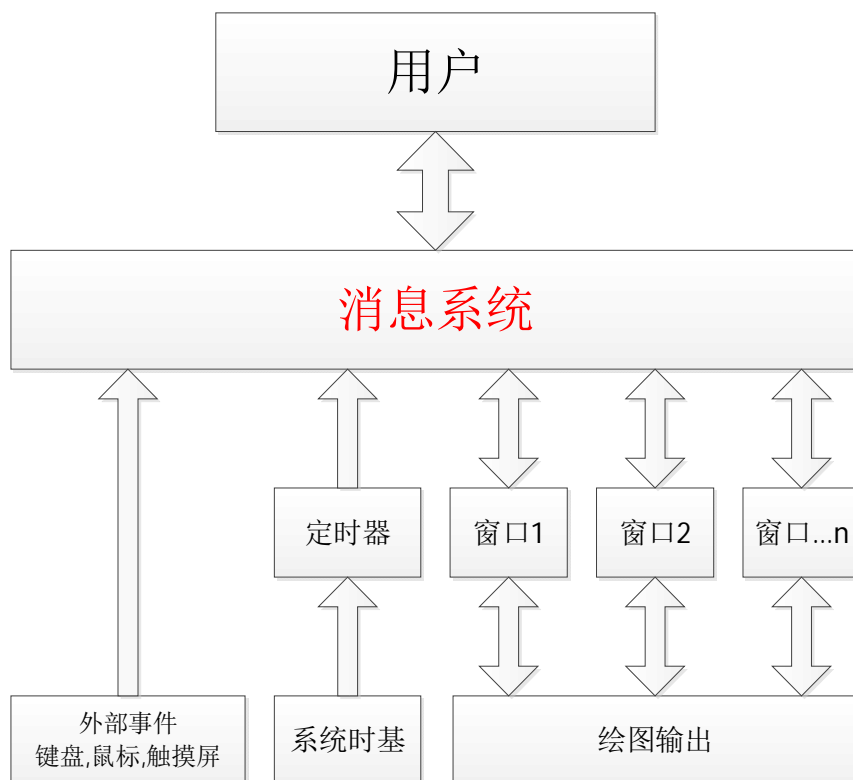 用户
消息系统
定时器
窗口1
窗口2
窗口...n
外部事件
键盘,鼠标,触摸屏
系统时基
绘图输出